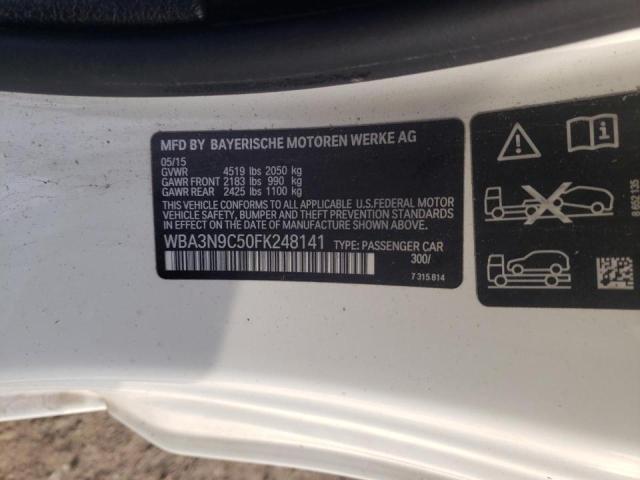 MFD BY BAYERISCHE MOTOREN WERKE AG
05/15
GVWR 4519 lbs 2050 kg
GAWR FRONT 2183 lbs 990 kg
GAWR REAR 2425 lbs 1100 kg
THIS VEHICLE CONFORMS TO ALL APPLICABLE U.S.FEDERAL MOTOR
VEHICLE SAFETY, BUMPER AND THEFT PREVENTION STANDARDS IN
EFFECT ON THE DATE OF MANUFACTURE SHOWN ABOVE.
WBA3N9C50FK248141 TYPE: PASSENGER CAR
300/
7 315 814